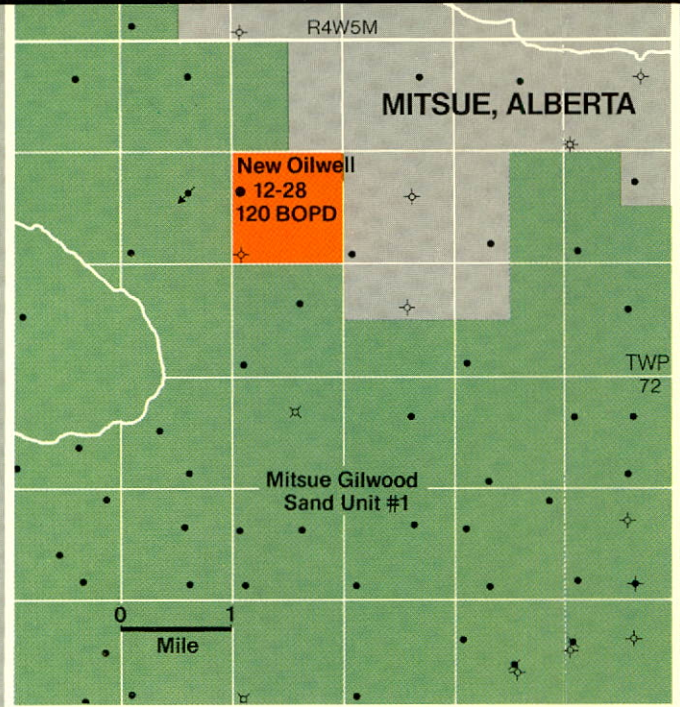 R4W5M
MITSUE, ALBERTA
New Oilwell
12-28
120 BOPD
TWP
72
Mitsue Gilwood
Sand Unit #1
0 1
Mile